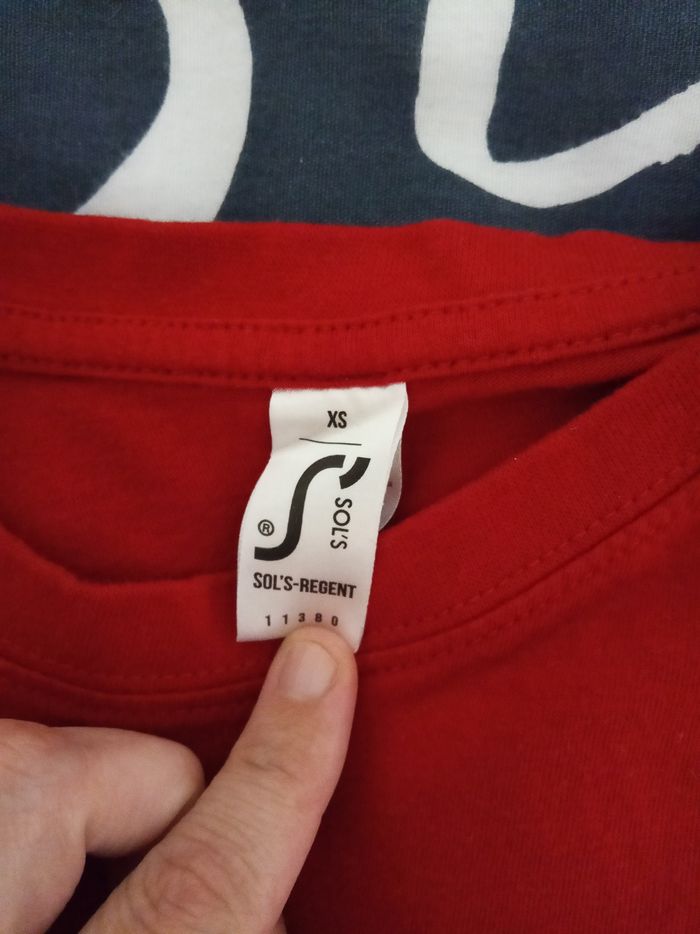 XS
SOL'S
®
SOL'S-REGENT
11380